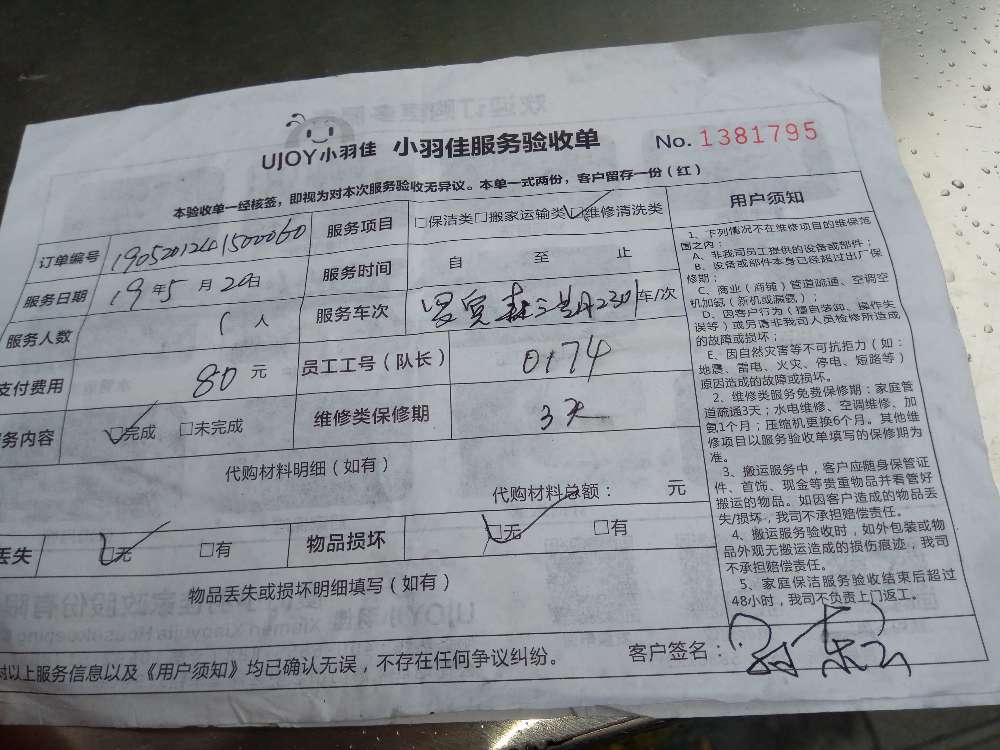 UJOY小羽佳 小羽佳服务验收单 No. 1381795
本验收单一经核签，即视为对本次服务验收无异议。本单一式两份，客户留存一份（红）
订单编号 1905201241500060 服务项目 □保洁类□搬家运输类□维修清洗类
服务日期 19年5月20日 服务时间 自 至 止
服务人数 1人 服务车次 车/次
支付费用 80元 员工工号（队长） 0174
务内容 □完成 □未完成 维修类保修期 3天
代购材料明细（如有）
代购材料总额： 元
丢失 □无 □有 物品损坏 □无 □有
物品丢失或损坏明细填写（如有）
对以上服务信息以及《用户须知》均已确认无误，不存在任何争议纠纷。 客户签名：
用户须知
1、下列情况不在维修项目的维保范
围之内：
A、非我司员工提供的设备或部件；
B、设备或部件本身已经超过出厂保
修期；
C、商业（商铺）管道疏通、空调空
机加氨（新机或漏氨）；
D、因客户行为（擅自装卸、操作失
误等）或另请非我司人员检修所造成
的故障或损坏；
E、因自然灾害等不可抗拒力（如：
地震、雷电、火灾、停电、短路等）
原因造成的故障或损坏。
2、维修类服务免费保修期：家庭管
道疏通3天；水电维修、空调维修、加
氨1个月；压缩机更换6个月。其他维
修项目以服务验收单填写的保修期为
准。
3、搬运服务中，客户应随身保管证
件、首饰、现金等贵重物品并看管好
搬运的物品。如因客户造成的物品丢
失/损坏，我司不承担赔偿责任。
4、搬运服务验收时，如外包装或物
品外观无搬运造成的损伤痕迹，我司
不承担赔偿责任。
5、家庭保洁服务验收结束后超过
48小时，我司不负责上门返工。